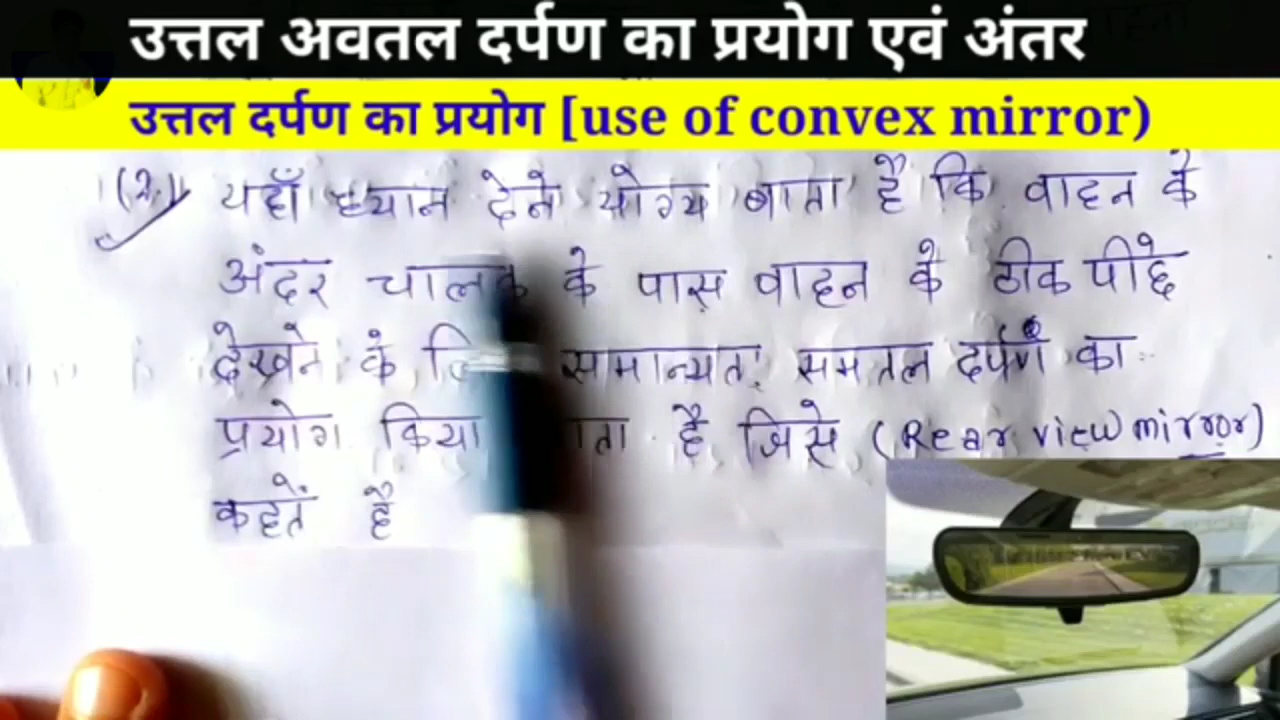 उत्तल अवतल दर्पण का प्रयोग एवं अंतर
उत्तल दर्पण का प्रयोग [use of convex mirror)
(2) यहाँ ध्यान देने योग्य बाता है कि वाहन के
अंदर चालक के पास वाहन के ठीक पीछे
देखने के समान्यत: समतल दर्पण का
प्रयोग किया है जिसे (Rear view mirror)
कहतें है